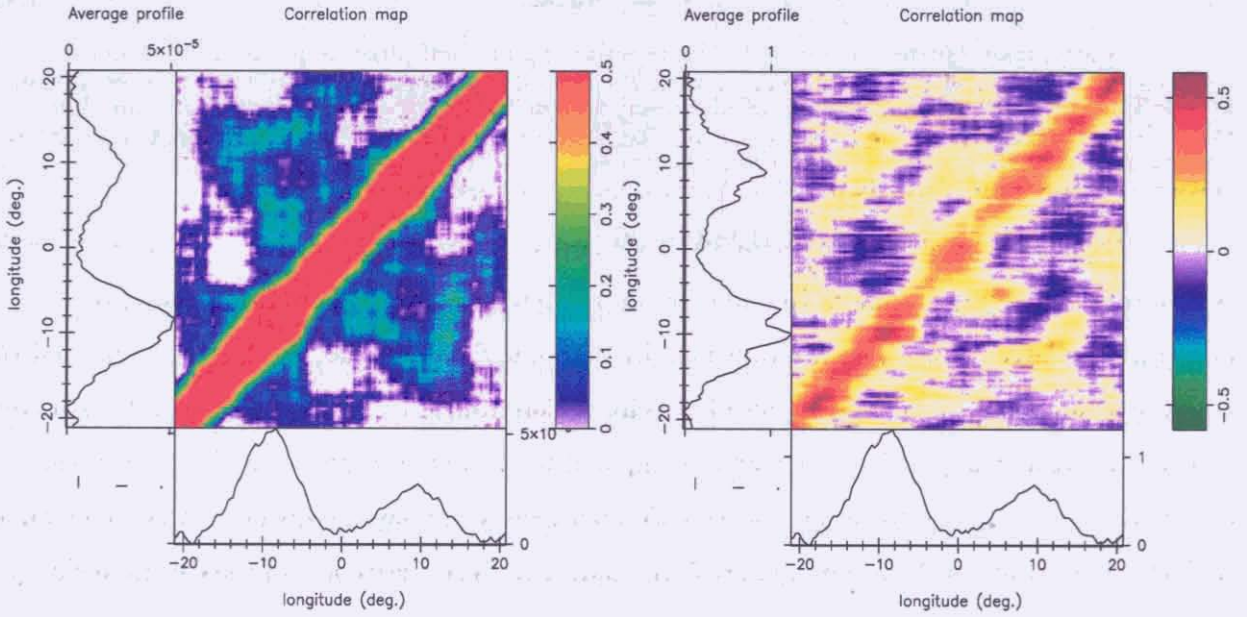 Average profile Correlation map Average profile Correlation map
0 5×10⁻⁵ 0 1
20 10 0 −10 −20
longitude (deg.)
0.5 0.4 0.3 0.2 0.1 0
20 10 0 −10 −20
longitude (deg.)
0.5 0 −0.5
5×10
0
1
0
−20 −10 0 10 20 −20 −10 0 10 20
longitude (deg.) longitude (deg.)